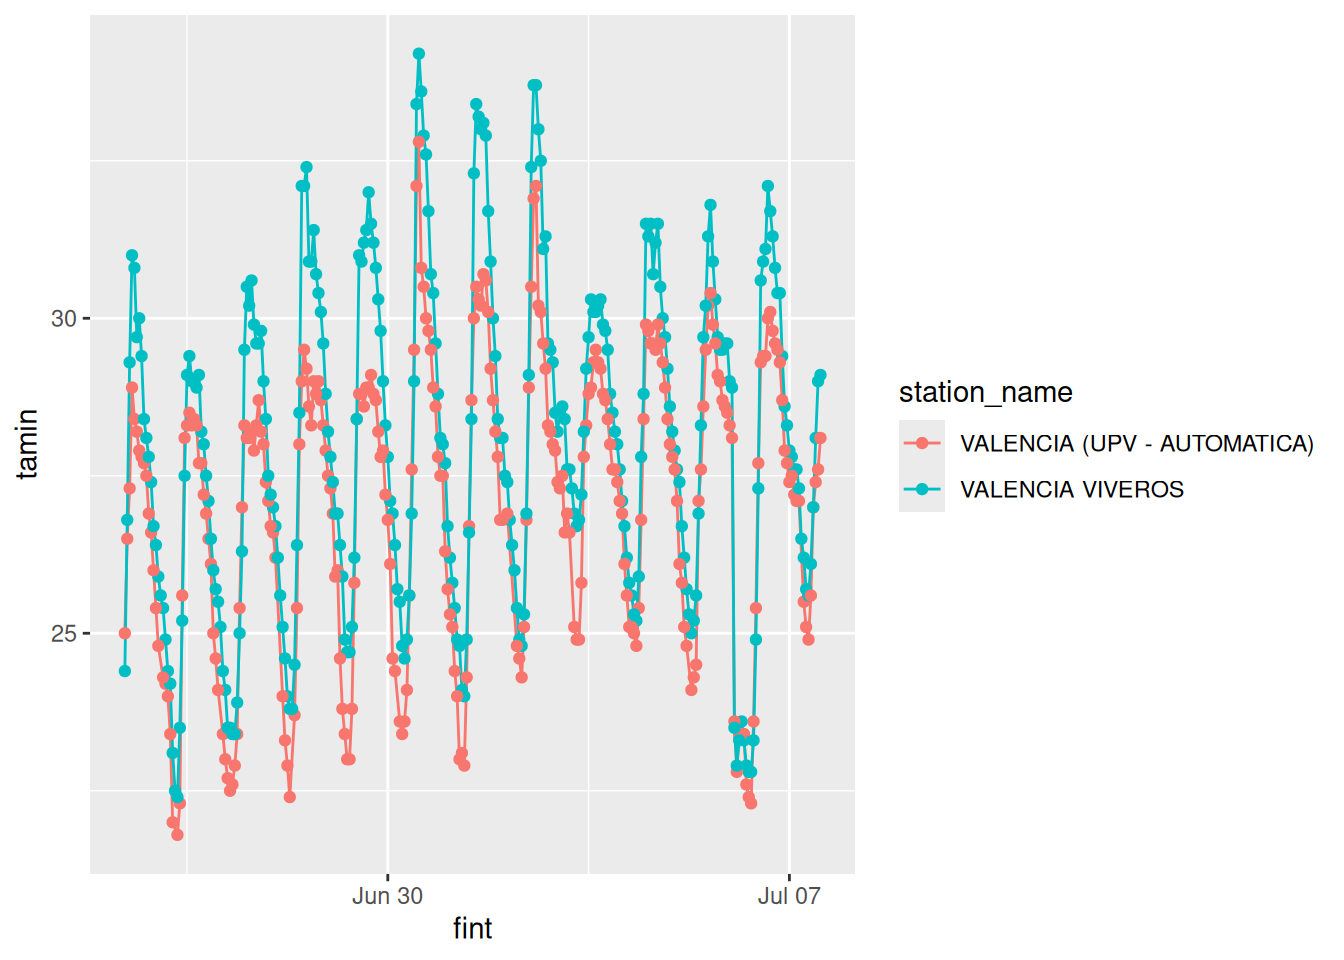 tamin
30
25
Jun 30
Jul 07
fint
station_name
VALENCIA (UPV - AUTOMATICA)
VALENCIA VIVEROS